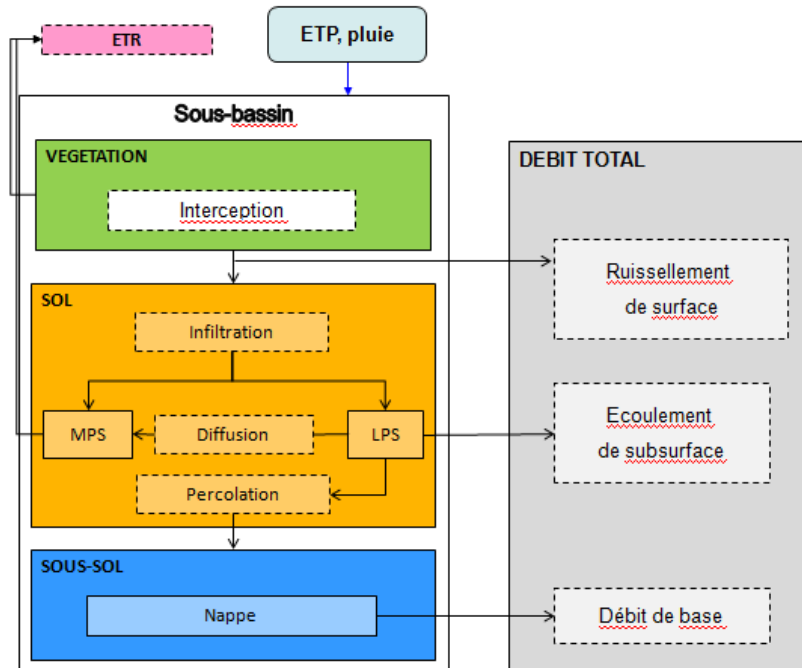 ETR
ETP, pluie
Sous-bassin
VEGETATION
Interception
DEBIT TOTAL
Ruissellement
de surface
SOL
Infiltration
MPS
Diffusion
LPS
Ecoulement
de subsurface
Percolation
SOUS-SOL
Nappe
Débit de base